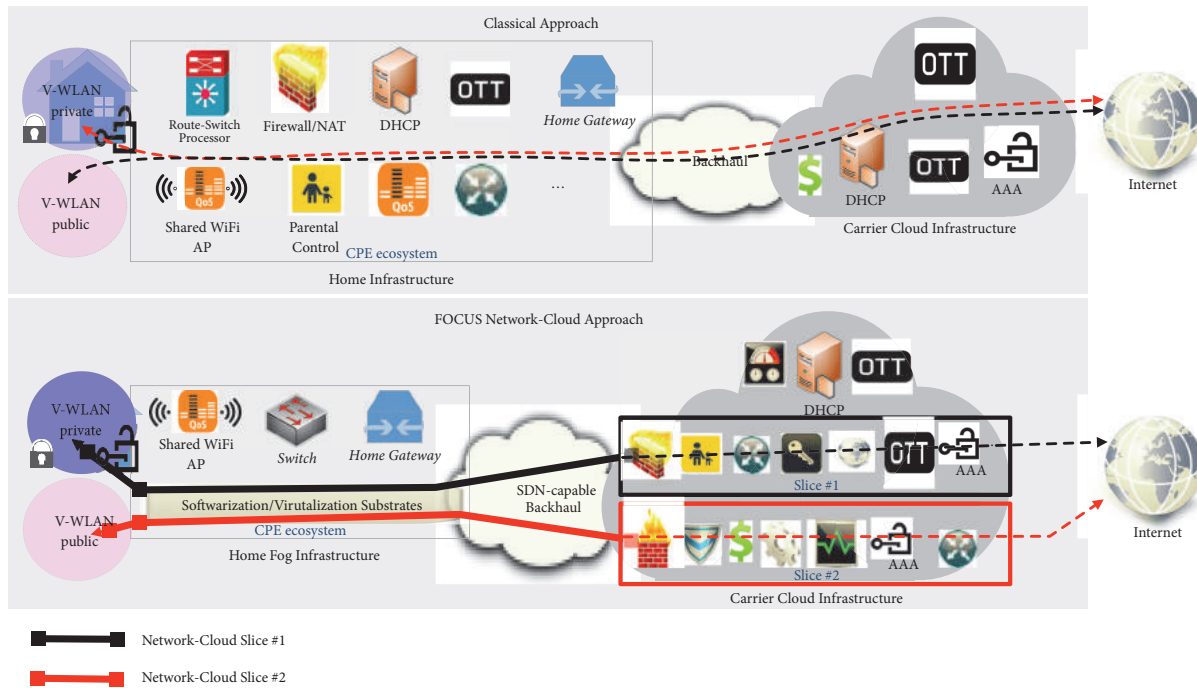 Classical Approach
V-WLAN
private
Route-Switch
Processor
Firewall/NAT
DHCP
OTT
Home Gateway
OTT
Backhaul
$
DHCP
OTT
AAA
Internet
V-WLAN
public
QoS
Shared WiFi
AP
Parental
Control
QoS
...
CPE ecosystem
Home Infrastructure
Carrier Cloud Infrastructure
FOCUS Network-Cloud Approach
V-WLAN
private
QoS
Shared WiFi
AP
Switch
Home Gateway
OTT
DHCP
OTT
AAA
Slice #1
SDN-capable
Backhaul
Softwarization/Virutalization Substrates
CPE ecosystem
Home Fog Infrastructure
V-WLAN
public
$
AAA
Slice #2
Carrier Cloud Infrastructure
Internet
Network-Cloud Slice #1
Network-Cloud Slice #2